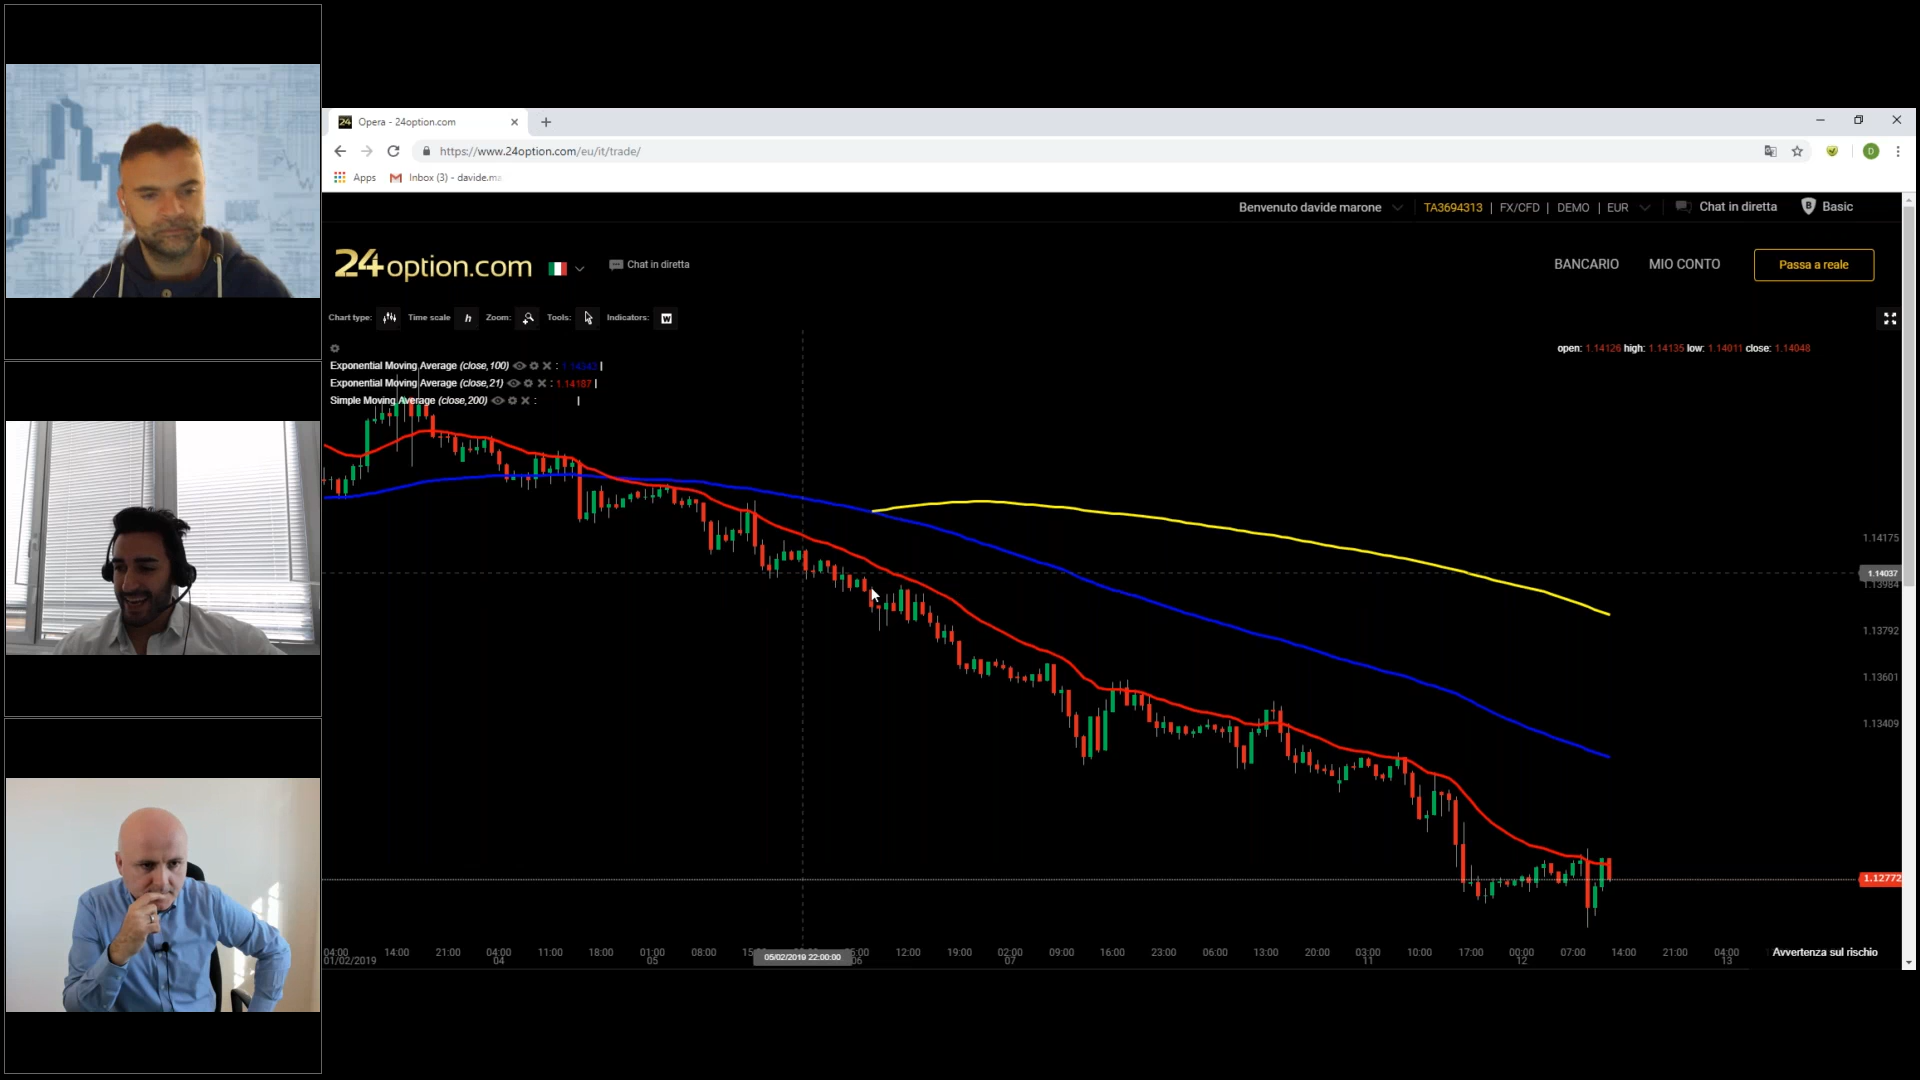 Opera - 24option.com
https://www.24option.com/eu/it/trade/
Apps
Inbox (3) - davide.ma
Benvenuto davide marone
TA3694313 | FX/CFD | DEMO | EUR
Chat in diretta
Basic
24option.com
Chat in diretta
BANCARIO
MIO CONTO
Passa a reale
Chart type:
Time scale
h
Zoom:
Tools:
Indicators:
W
open: 1.14126 high: 1.14135 low: 1.14011 close: 1.14048
Exponential Moving Average (close,100) :
Exponential Moving Average (close,21) : 1.14187 |
Simple Moving Average (close,200) : |
1.14175
1.14037
1.13984
1.13792
1.13601
1.13409
1.12772
04:00 14:00 21:00 04:00 11:00 18:00 01:00 08:00 05/02/2019 22:00:00 12:00 19:00 02:00 09:00 16:00 23:00 06:00 13:00 20:00 03:00 10:00 17:00 00:00 07:00 14:00 21:00 04:00
01/02/2019 04 05 06 07 11 12 13
Avvertenza sul rischio